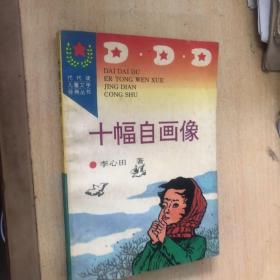 D·D·D
DAI DAI DU
ER TONG WEN XUE
JING DIAN
CONG SHU
代代读
儿童文学
经典丛书
十幅自画像
李心田 著